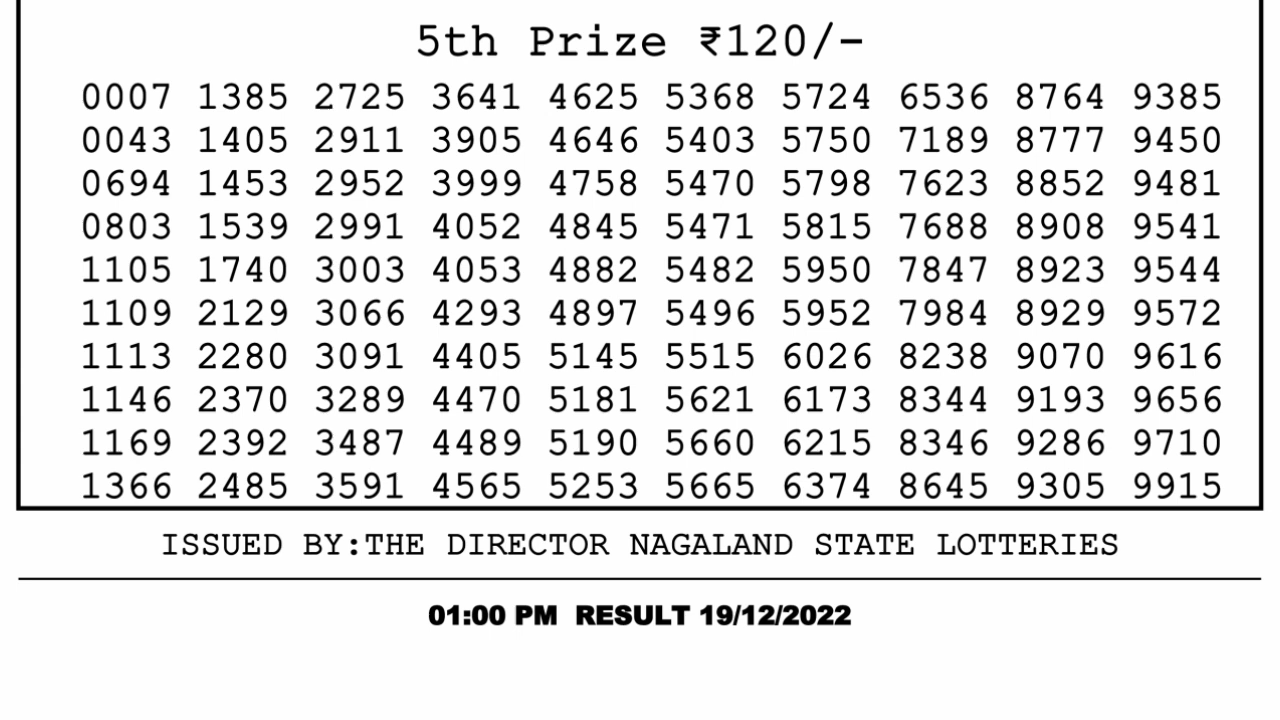 5th Prize ₹120/-
0007 1385 2725 3641 4625 5368 5724 6536 8764 9385
0043 1405 2911 3905 4646 5403 5750 7189 8777 9450
0694 1453 2952 3999 4758 5470 5798 7623 8852 9481
0803 1539 2991 4052 4845 5471 5815 7688 8908 9541
1105 1740 3003 4053 4882 5482 5950 7847 8923 9544
1109 2129 3066 4293 4897 5496 5952 7984 8929 9572
1113 2280 3091 4405 5145 5515 6026 8238 9070 9616
1146 2370 3289 4470 5181 5621 6173 8344 9193 9656
1169 2392 3487 4489 5190 5660 6215 8346 9286 9710
1366 2485 3591 4565 5253 5665 6374 8645 9305 9915
ISSUED BY:THE DIRECTOR NAGALAND STATE LOTTERIES
01:00 PM RESULT 19/12/2022